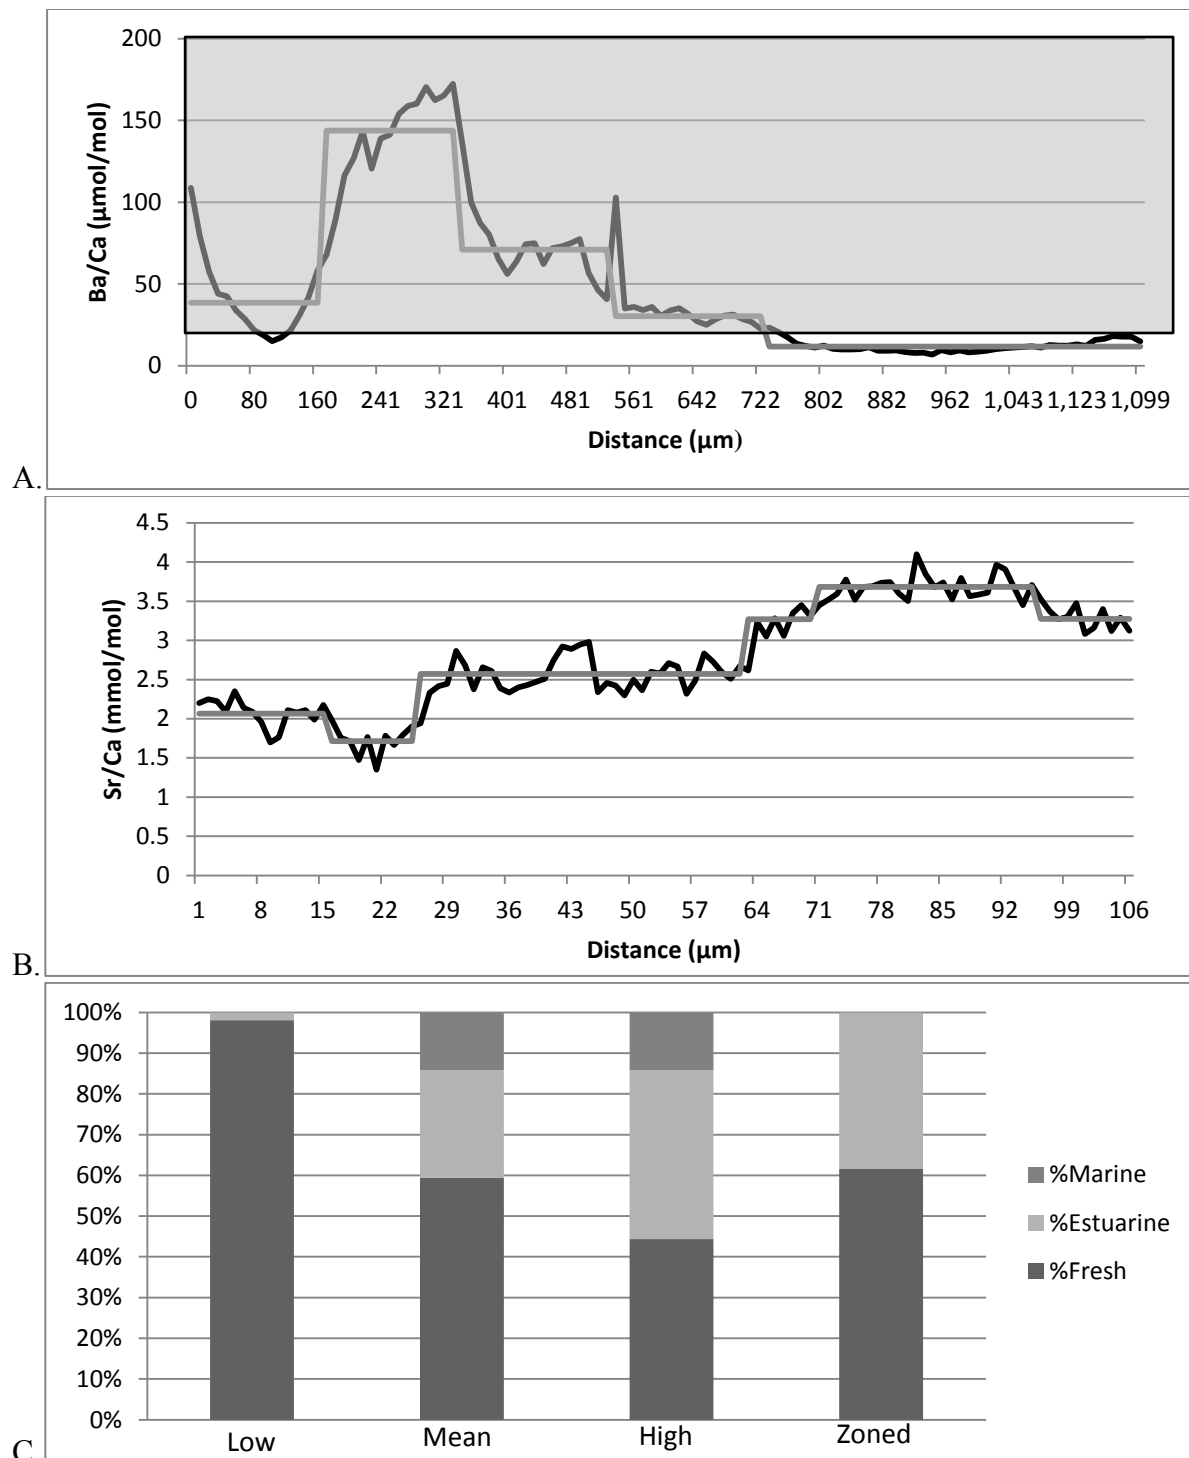 200
150
100
50
0
Ba/Ca (µmol/mol)
0 80 160 241 321 401 481 561 642 722 802 882 962 1,043 1,123 1,099
Distance (µm)
A.
4.5
4
3.5
3
2.5
2
1.5
1
0.5
0
Sr/Ca (mmol/mol)
1 8 15 22 29 36 43 50 57 64 71 78 85 92 99 106
Distance (µm)
B.
100%
90%
80%
70%
60%
50%
40%
30%
20%
10%
0%
Low Mean High Zoned
%Marine
%Estuarine
%Fresh
C